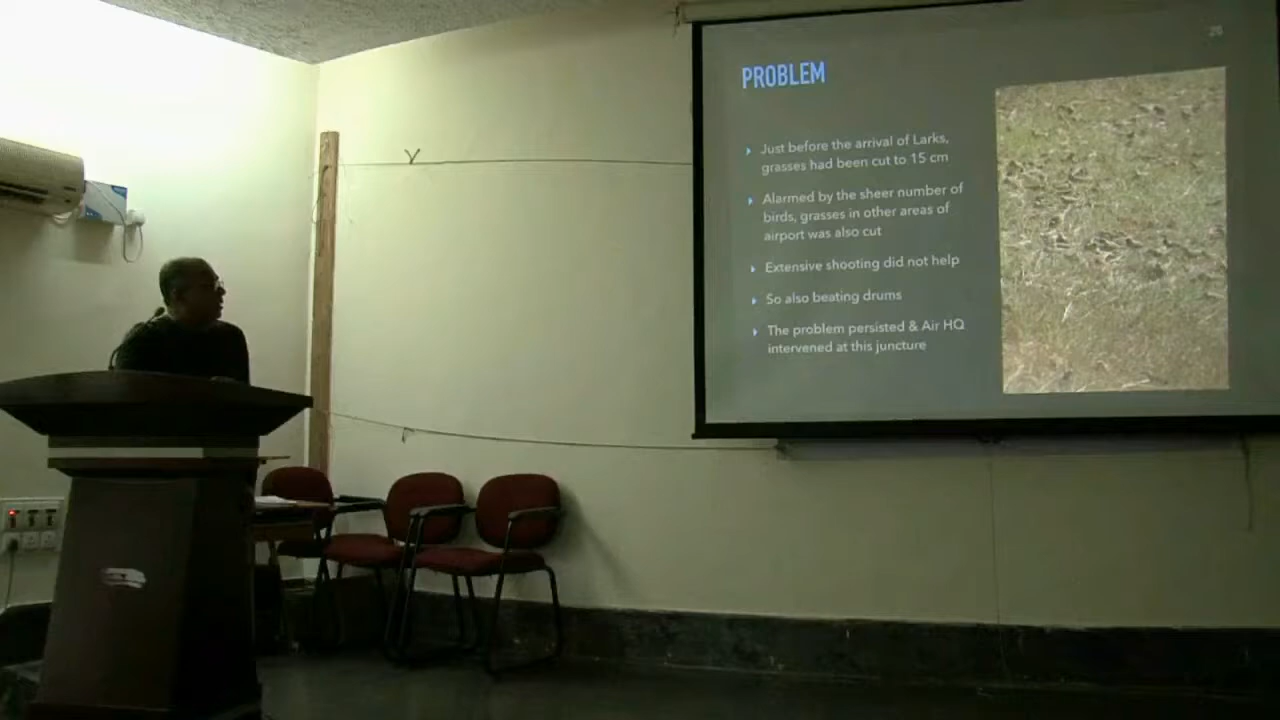 PROBLEM
Just before the arrival of Larks,
grasses had been cut to 15 cm
Alarmed by the sheer number of
birds, grasses in other areas of
airport was also cut
Extensive shooting did not help
So also beating drums
The problem persisted & Air HQ
intervened at this juncture